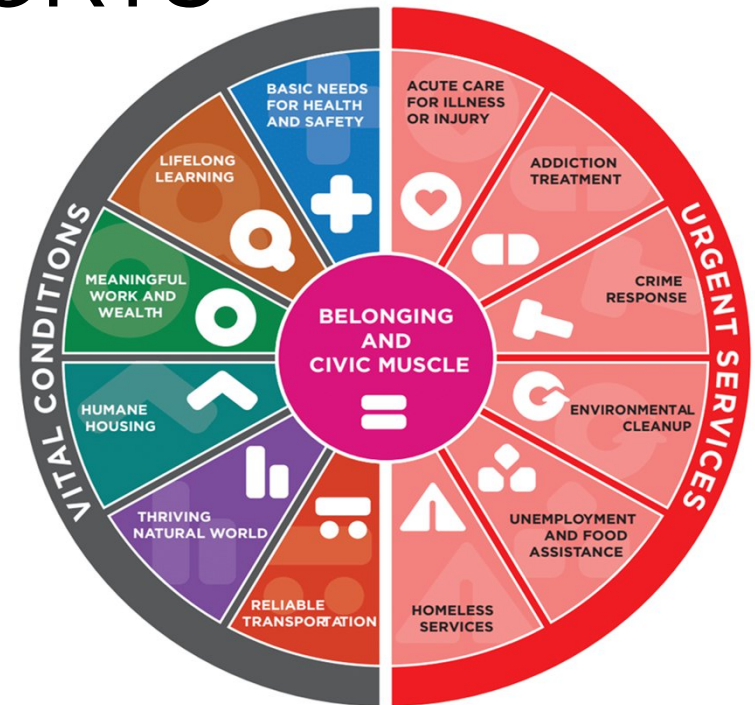 VITAL CONDITIONS
BASIC NEEDS
FOR HEALTH
AND SAFETY
LIFELONG
LEARNING
MEANINGFUL
WORK AND
WEALTH
HUMANE
HOUSING
THRIVING
NATURAL WORLD
RELIABLE
TRANSPORTATION
BELONGING
AND
CIVIC MUSCLE
URGENT SERVICES
ACUTE CARE
FOR ILLNESS
OR INJURY
ADDICTION
TREATMENT
CRIME
RESPONSE
ENVIRONMENTAL
CLEANUP
UNEMPLOYMENT
AND FOOD
ASSISTANCE
HOMELESS
SERVICES